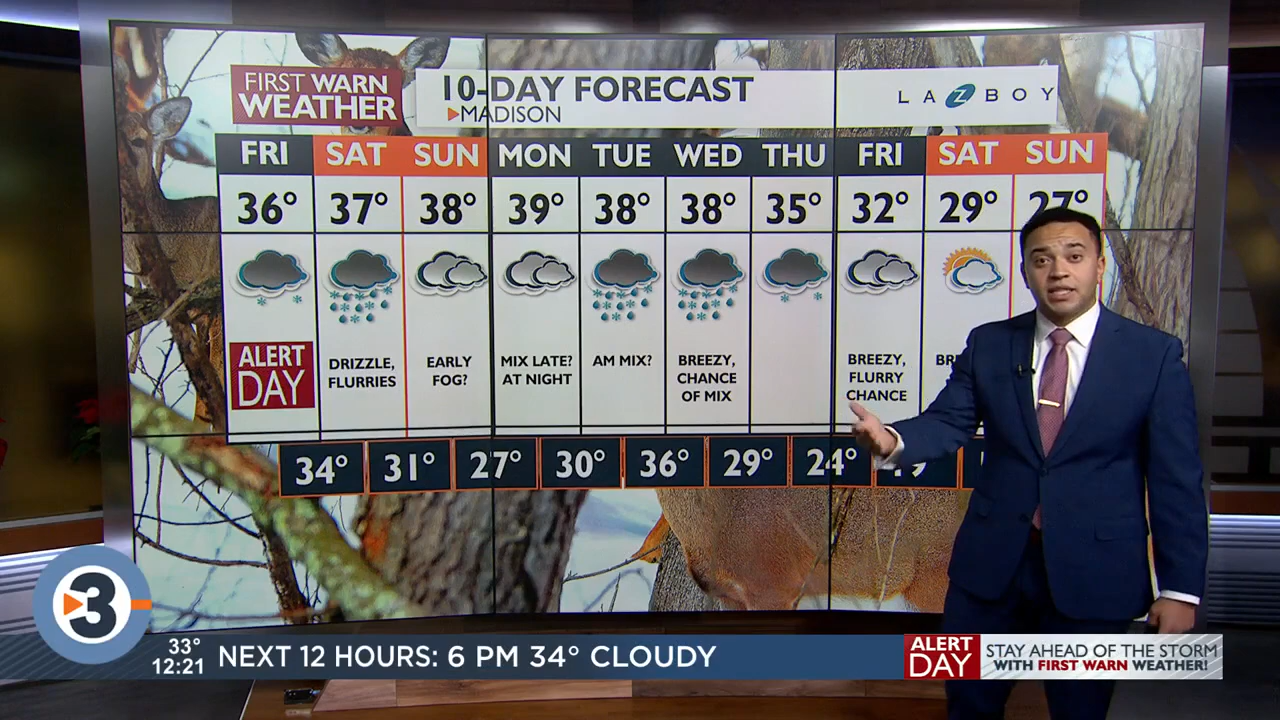 FIRST WARN
WEATHER
10-DAY FORECAST
MADISON
LA Z BOY
FRI SAT SUN MON TUE WED THU FRI SAT SUN
36° 37° 38° 39° 38° 38° 35° 32° 29° 27°
ALERT
DAY
DRIZZLE,
FLURRIES
EARLY
FOG?
MIX LATE?
AT NIGHT
AM MIX?
BREEZY,
CHANCE
OF MIX
BREEZY,
FLURRY
CHANCE
34° 31° 27° 30° 36° 29° 24°
3
33°
12:21
NEXT 12 HOURS: 6 PM 34° CLOUDY
ALERT
DAY
STAY AHEAD OF THE STORM
WITH FIRST WARN WEATHER!